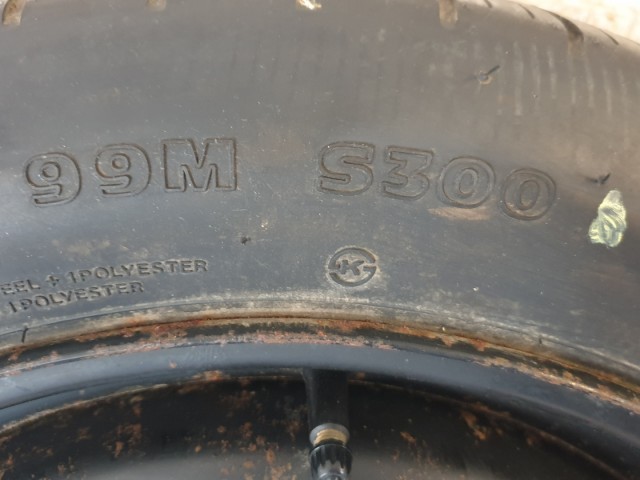 99M S300
K
EEL + 1POLYESTER
1POLYESTER